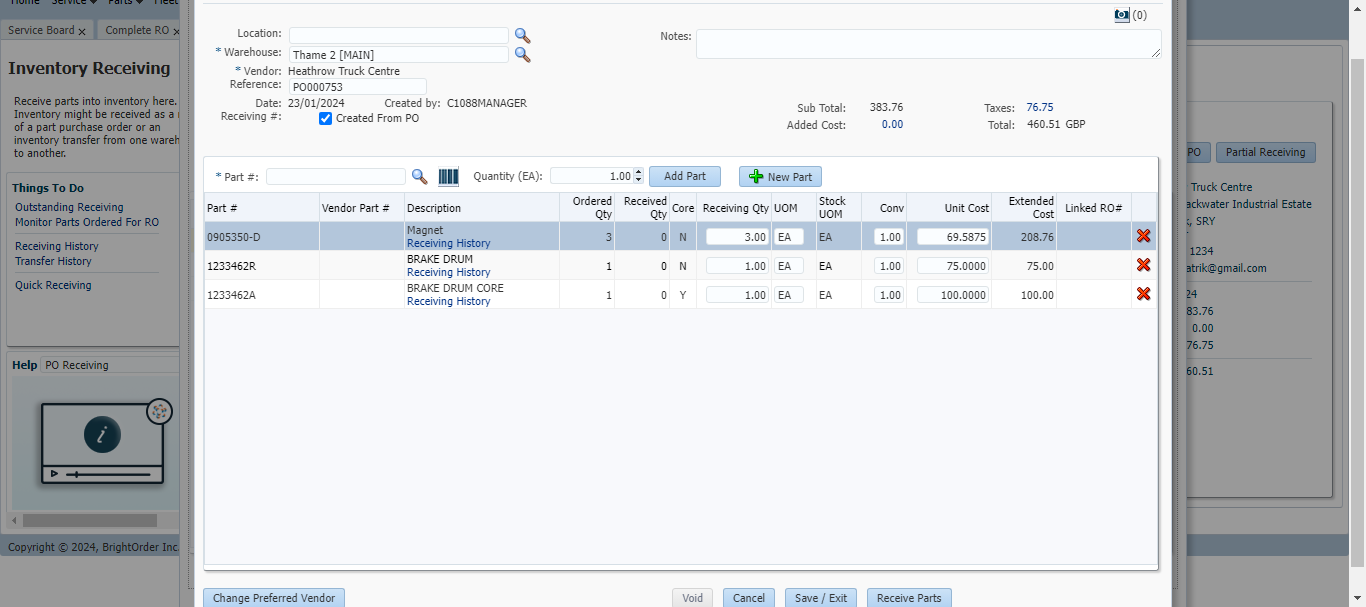 Home Service Parts Fleet
Service Board x Complete RO x
Inventory Receiving
Receive parts into inventory here.
Inventory might be received as a
of a part purchase order or an
inventory transfer from one wareh
to another.
Things To Do
Outstanding Receiving
Monitor Parts Ordered For RO
Receiving History
Transfer History
Quick Receiving
Help PO Receiving
Copyright © 2024, BrightOrder Inc.
(0)
Location:
* Warehouse: Thame 2 [MAIN]
* Vendor: Heathrow Truck Centre
Reference: PO000753
Date: 23/01/2024 Created by: C1088MANAGER
Receiving #: Created From PO
Notes:
Sub Total: 383.76 Taxes: 76.75
Added Cost: 0.00 Total: 460.51 GBP
* Part #: Quantity (EA): 1.00 Add Part New Part
Part # Vendor Part # Description Ordered Qty Received Qty Core Receiving Qty UOM Stock UOM Conv Unit Cost Extended Cost Linked RO#
0905350-D Magnet 3 0 N 3.00 EA EA 1.00 69.5875 208.76
Receiving History
1233462R BRAKE DRUM 1 0 N 1.00 EA EA 1.00 75.0000 75.00
Receiving History
1233462A BRAKE DRUM CORE 1 0 Y 1.00 EA EA 1.00 100.0000 100.00
Receiving History
Change Preferred Vendor Void Cancel Save / Exit Receive Parts
PO Partial Receiving
Truck Centre
ackwater Industrial Estate
, SRY
1234
atrik@gmail.com
24
83.76
0.00
76.75
60.51